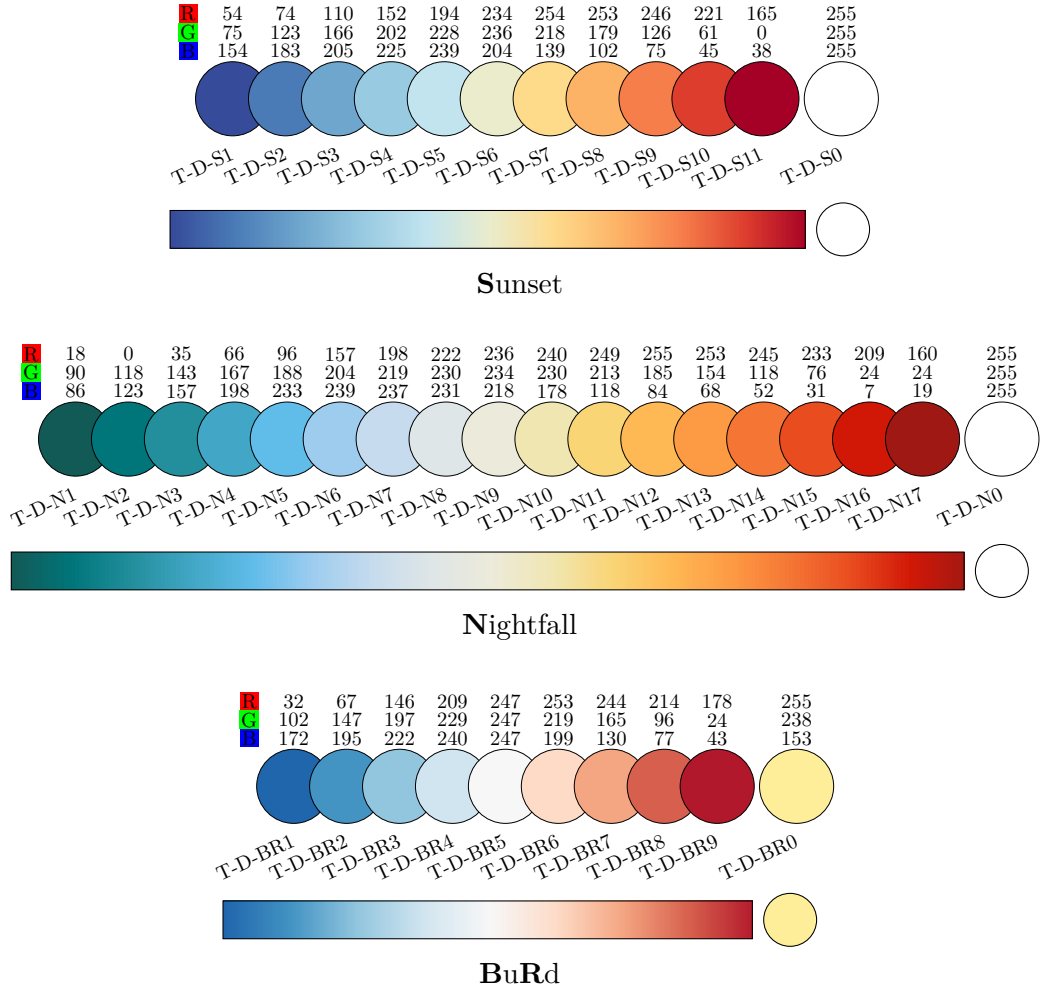 R 54 74 110 152 194 234 254 253 246 221 165 255
G 75 123 166 202 228 236 218 179 126 61 0 255
B 154 183 205 225 239 204 139 102 75 45 38 255
T-D-S1 T-D-S2 T-D-S3 T-D-S4 T-D-S5 T-D-S6 T-D-S7 T-D-S8 T-D-S9 T-D-S10 T-D-S11 T-D-S0
Sunset
R 18 0 35 66 96 157 198 222 236 240 249 255 253 245 233 209 160 255
G 90 118 143 167 188 204 219 230 234 230 213 185 154 118 76 24 24 255
B 86 123 157 198 233 239 237 231 218 178 118 84 68 52 31 7 19 255
T-D-N1 T-D-N2 T-D-N3 T-D-N4 T-D-N5 T-D-N6 T-D-N7 T-D-N8 T-D-N9 T-D-N10 T-D-N11 T-D-N12 T-D-N13 T-D-N14 T-D-N15 T-D-N16 T-D-N17 T-D-N0
Nightfall
R 32 67 146 209 247 253 244 214 178 255
G 102 147 197 229 247 219 165 96 24 238
B 172 195 222 240 247 199 130 77 43 153
T-D-BR1 T-D-BR2 T-D-BR3 T-D-BR4 T-D-BR5 T-D-BR6 T-D-BR7 T-D-BR8 T-D-BR9 T-D-BR0
BuRd